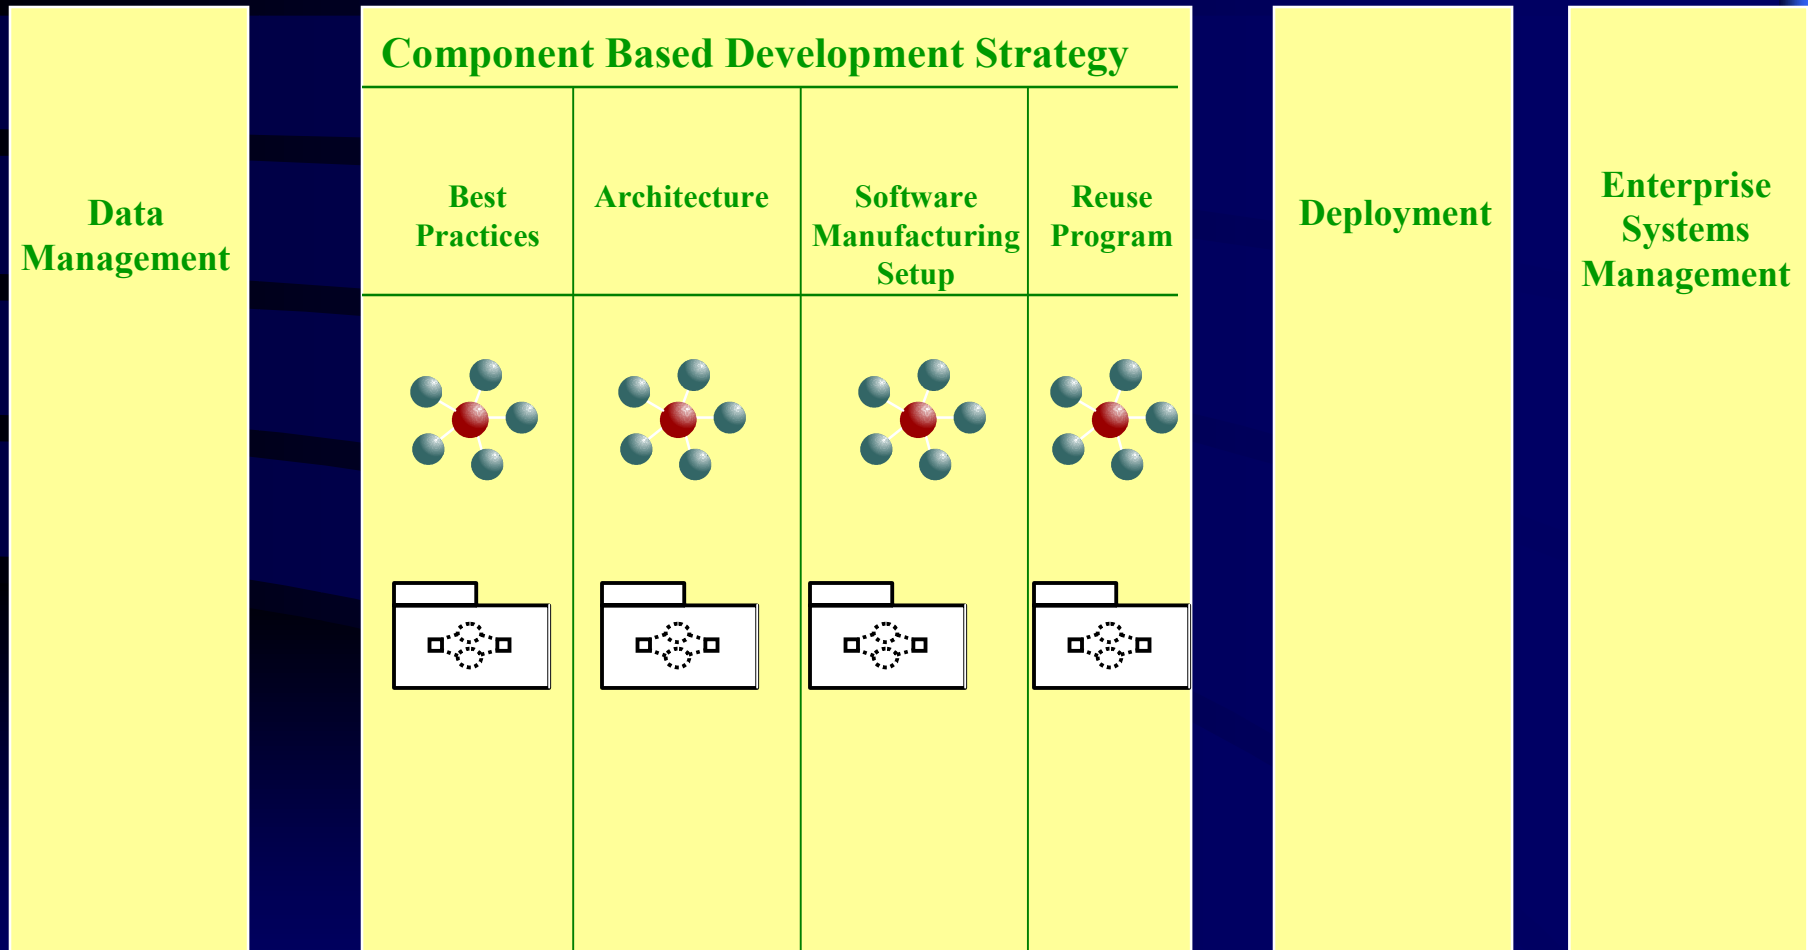 Data
Management
Component Based Development Strategy
Best
Practices
Architecture
Software
Manufacturing
Setup
Reuse
Program
Deployment
Enterprise
Systems
Management